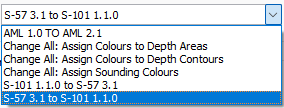 S-57 3.1 to S-101 1.1.0
AML 1.0 TO AML 2.1
Change All: Assign Colours to Depth Areas
Change All: Assign Colours to Depth Contours
Change All: Assign Sounding Colours
S-101 1.1.0 to S-57 3.1
S-57 3.1 to S-101 1.1.0